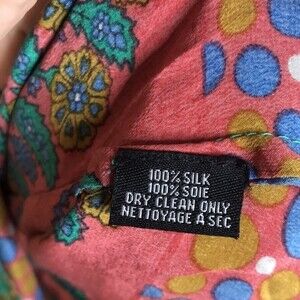 100% SILK
100% SOIE
DRY CLEAN ONLY
NETTOYAGE A SEC